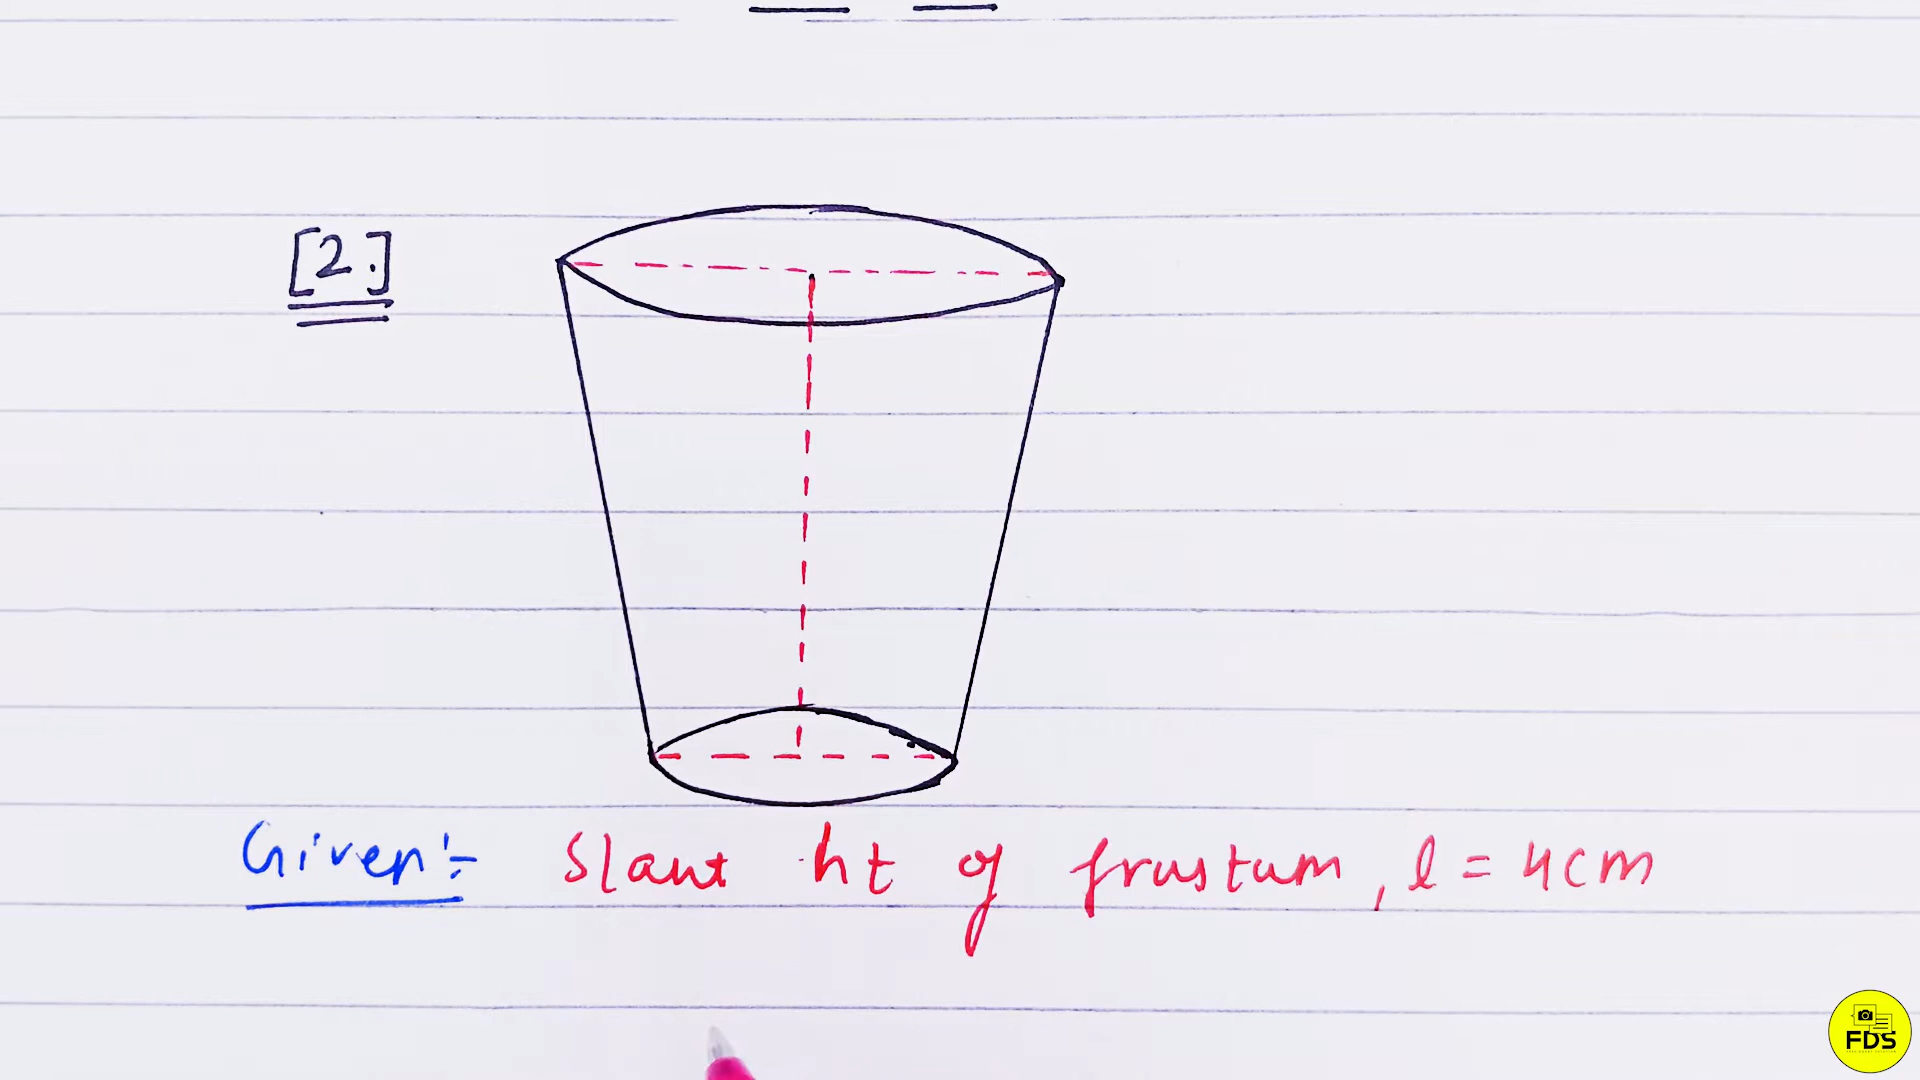 [2.]
Given:- Slant ht of frustum, l = 4cm
FDS